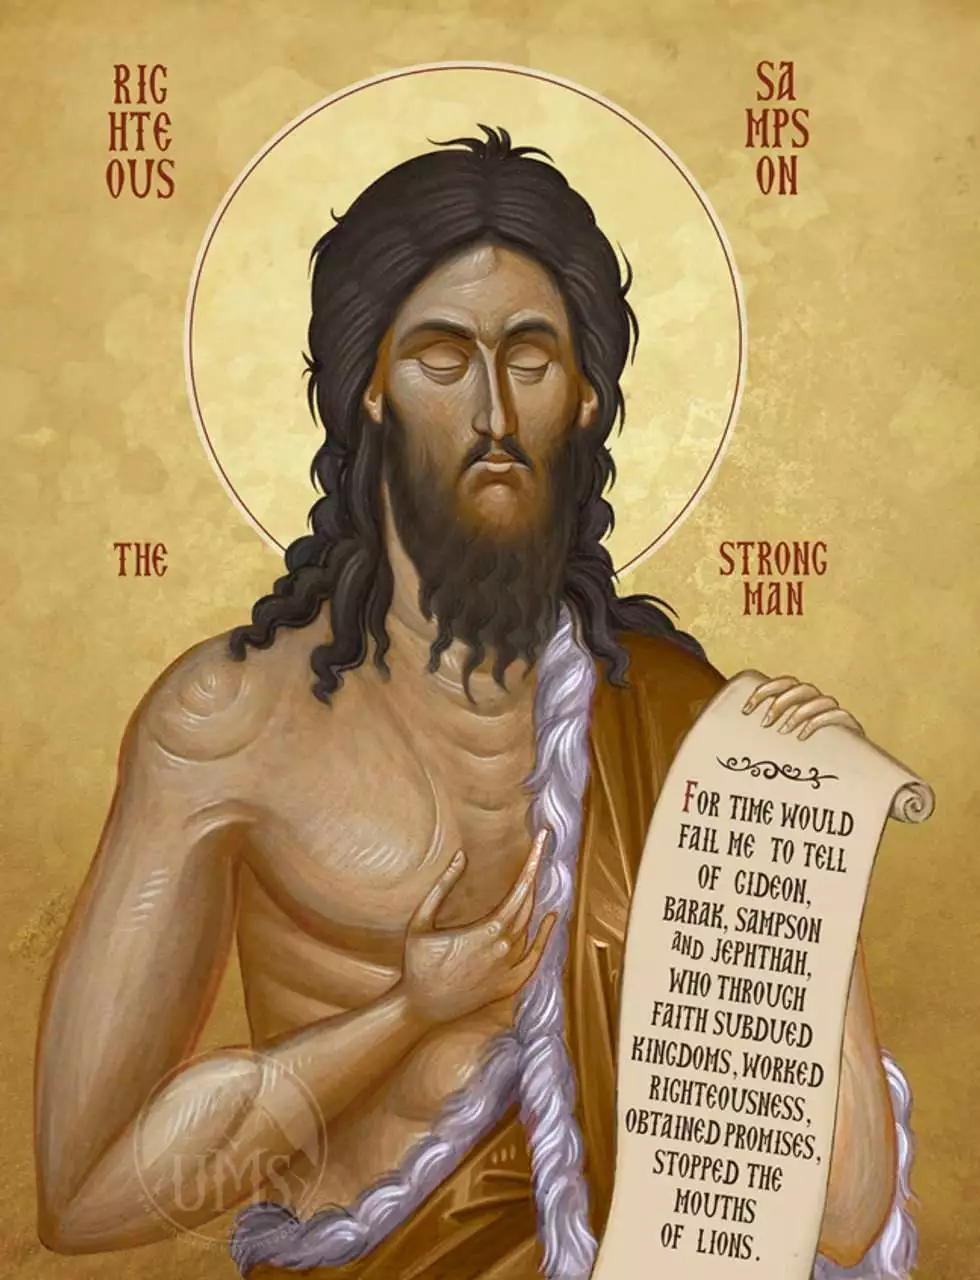 RIG
HTE
OUS
SA
MPS
ON
THE
STRONG
MAN
FOR TIME WOULD
FAIL ME TO TELL
OF GIDEON,
BARAK, SAMPSON
AND JEPHTHAH,
WHO THROUGH
FAITH SUBDUED
KINGDOMS, WORKED
RIGHTEOUSNESS,
OBTAINED PROMISES,
STOPPED THE
MOUTHS
OF LIONS.
UMS